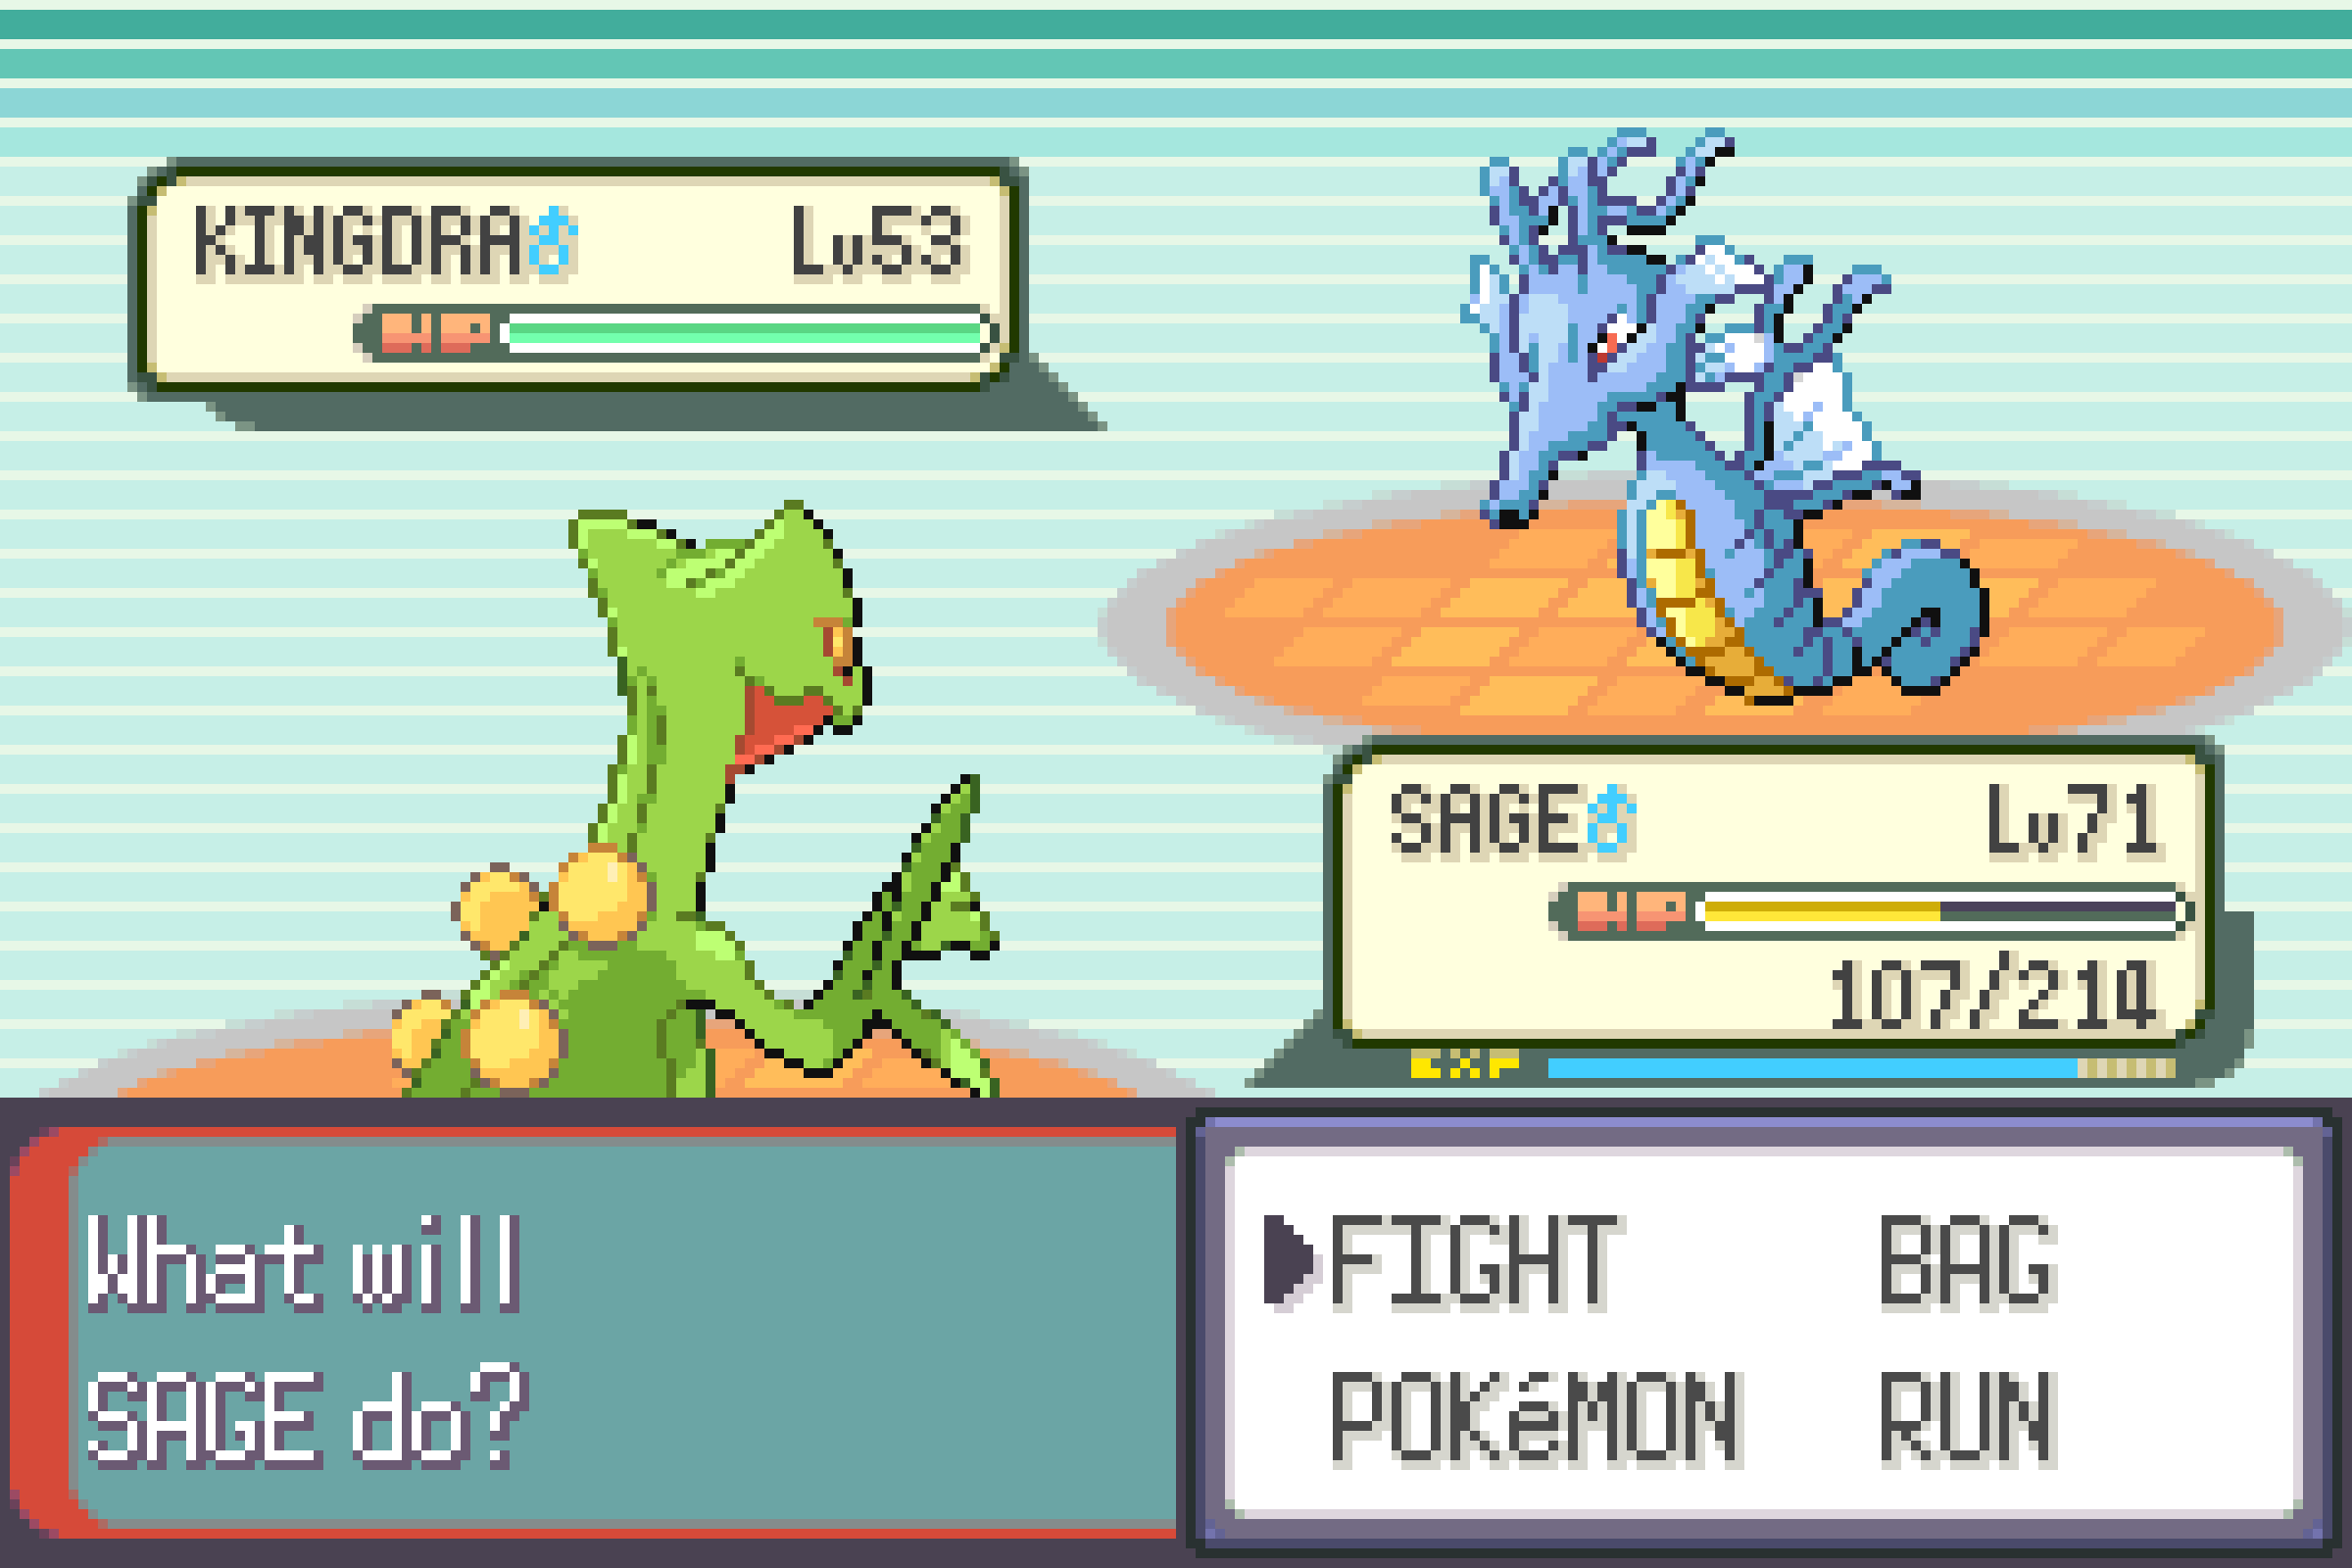 KINGDRA♂ Lv53
HP
SAGE♂ Lv71
HP
107/214
EXP
What will
SAGE do?
▶FIGHT BAG
POKéMON RUN